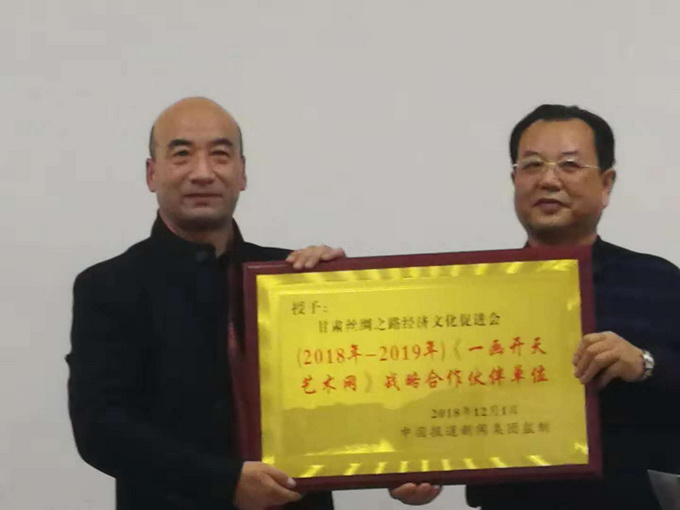 授予：
甘肃丝绸之路经济文化促进会
(2018年-2019年)《一画开天
艺术网》战略合作伙伴单位
2018年12月1日
中国报道新闻集团监制